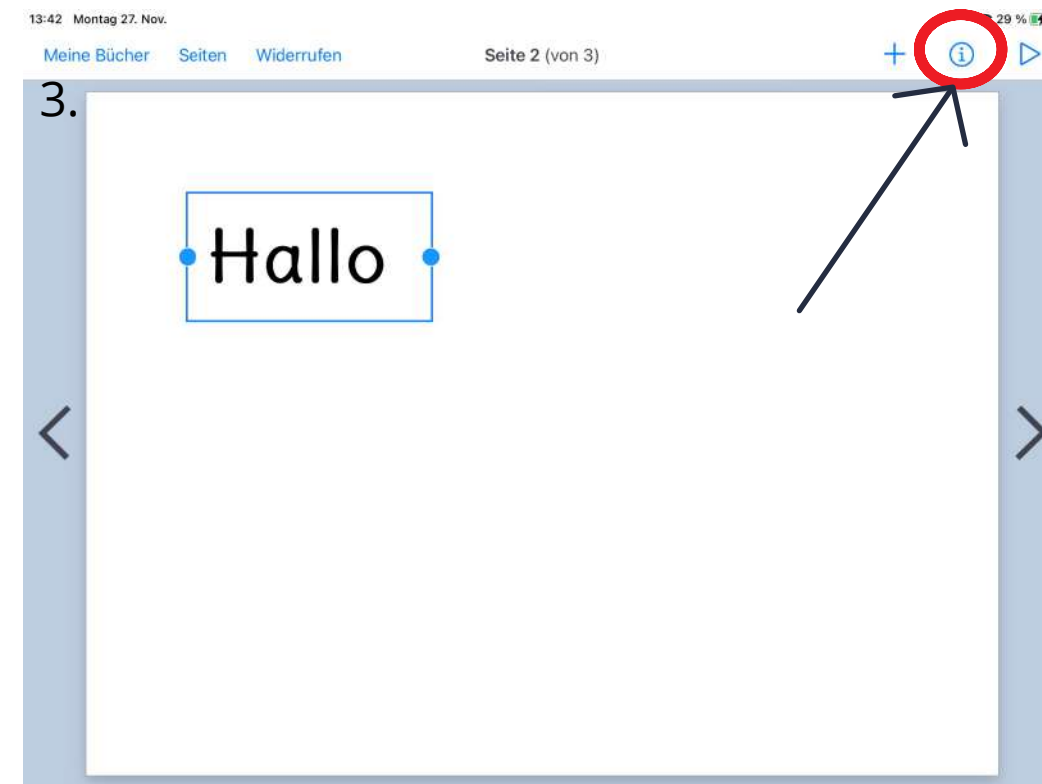 13:42 Montag 27. Nov. 29 %
Meine Bücher Seiten Widerrufen Seite 2 (von 3)
3.
Hallo